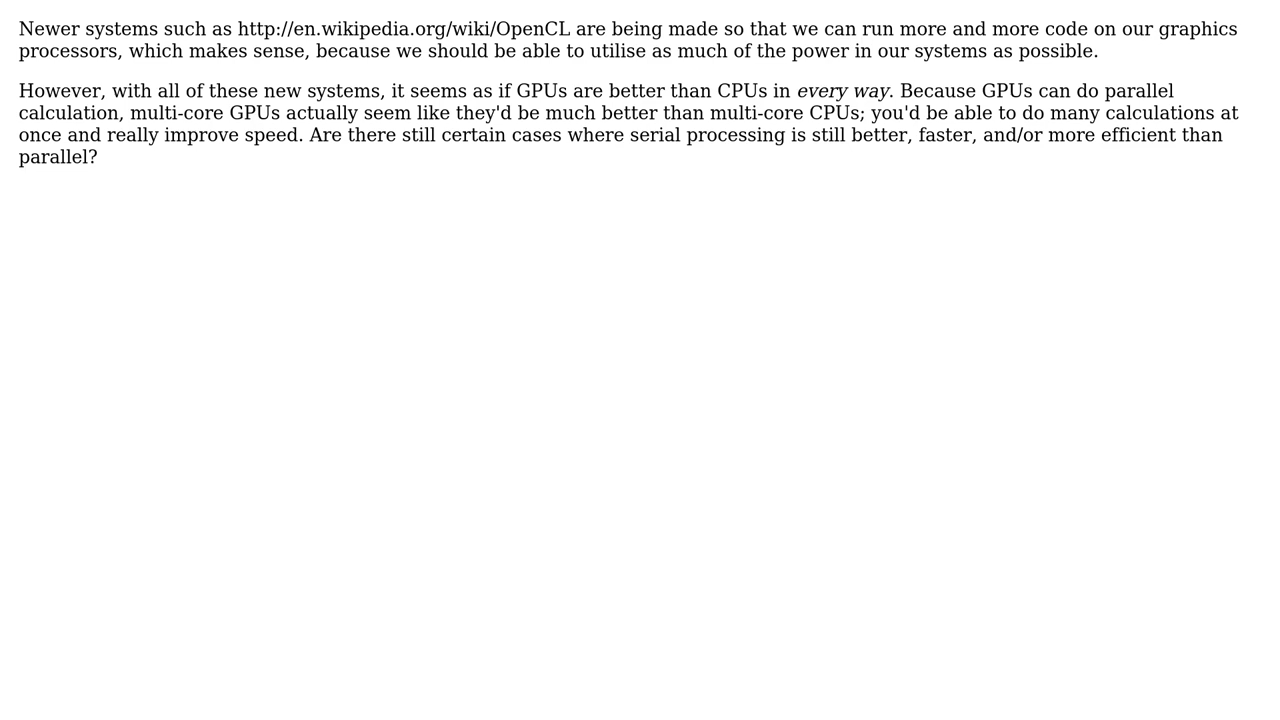 Newer systems such as http://en.wikipedia.org/wiki/OpenCL are being made so that we can run more and more code on our graphics
processors, which makes sense, because we should be able to utilise as much of the power in our systems as possible.
However, with all of these new systems, it seems as if GPUs are better than CPUs in every way. Because GPUs can do parallel
calculation, multi-core GPUs actually seem like they'd be much better than multi-core CPUs; you'd be able to do many calculations at
once and really improve speed. Are there still certain cases where serial processing is still better, faster, and/or more efficient than
parallel?